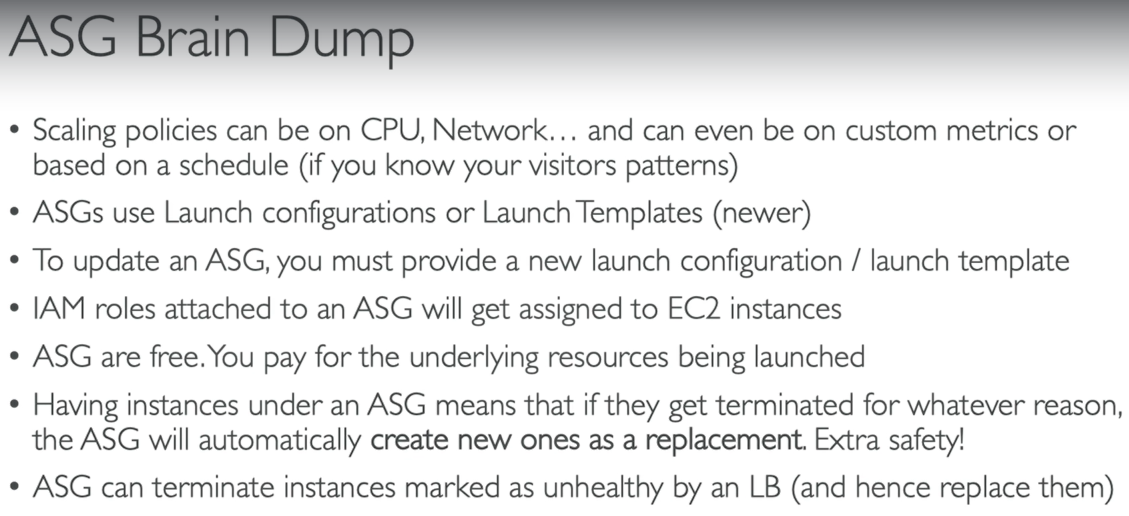 ASG Brain Dump
• Scaling policies can be on CPU, Network… and can even be on custom metrics or
based on a schedule (if you know your visitors patterns)
• ASGs use Launch configurations or Launch Templates (newer)
• To update an ASG, you must provide a new launch configuration / launch template
• IAM roles attached to an ASG will get assigned to EC2 instances
• ASG are free. You pay for the underlying resources being launched
• Having instances under an ASG means that if they get terminated for whatever reason,
the ASG will automatically create new ones as a replacement. Extra safety!
• ASG can terminate instances marked as unhealthy by an LB (and hence replace them)